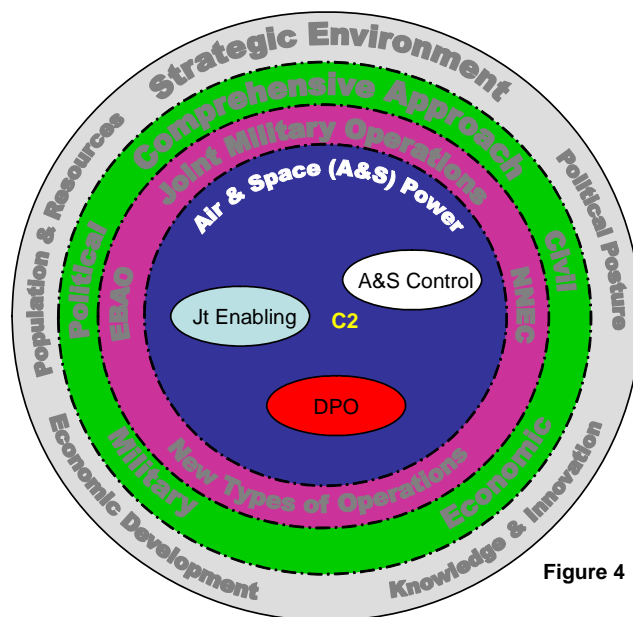 Strategic Environment
Population & Resources
Political Posture
Economic Development
Knowledge & Innovation
Comprehensive Approach
Political
Civil
Military
Economic
Joint Military Operations
EBAO
NNEC
New Types of Operations
Air & Space (A&S) Power
A&S Control
Jt Enabling
C2
DPO
Figure 4